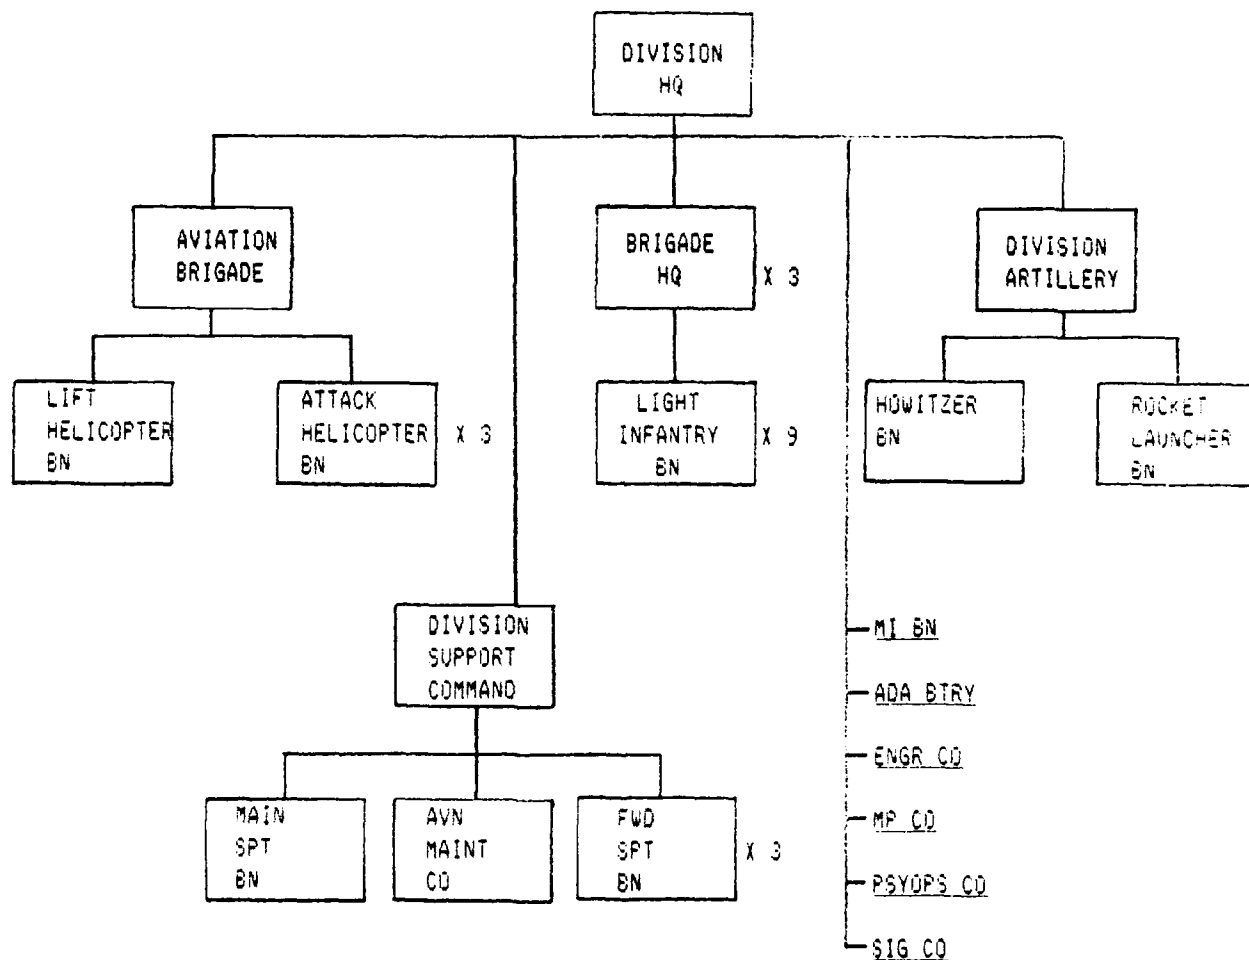 DIVISION
HQ
AVIATION
BRIGADE
BRIGADE
HQ
X 3
DIVISION
ARTILLERY
LIFT
HELICOPTER
BN
ATTACK
HELICOPTER
BN
X 3
LIGHT
INFANTRY
BN
X 9
HOWITZER
BN
ROCKET
LAUNCHER
BN
DIVISION
SUPPORT
COMMAND
MAIN
SPT
BN
AVN
MAINT
CO
FWD
SPT
BN
X 3
MI BN
ADA BTRY
ENGR CO
MP CO
PSYOPS CO
SIG CO